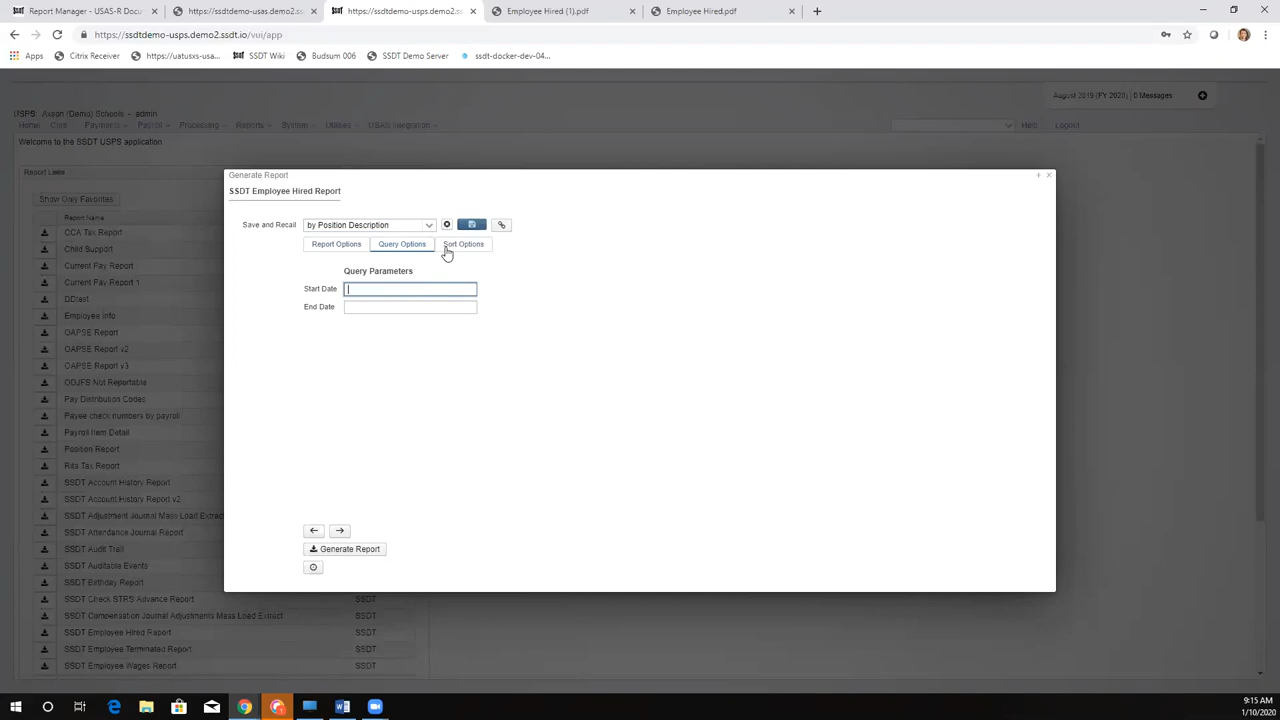 Report Manager - USAS-R Docu
https://ssdtdemo-usas.demo2.ss
https://ssdtdemo-usps.demo2.ss
Employee Hired (1).pdf
Employee Hired.pdf
https://ssdtdemo-usps.demo2.ssdt.io/vui/app
Apps
Citrix Receiver
https://uatusxs-usa...
SSDT Wiki
Budsum 006
SSDT Demo Server
ssdt-docker-dev-04...
August 2019 (FY 2020) | 0 Messages
USPS: Axson (Demo) Schools - admin
Home Core Payments Payroll Processing Reports System Utilities USAS Integration Help Logout
Welcome to the SSDT USPS application
Report Links
Show Only Favorites
Report Name
CCA Tax Report
Child Support
Current Pay Report
Current Pay Report 1
DDtest
Employee Info
OAPSE Report
OAPSE Report v2
OAPSE Report v3
ODJFS Not Reportable
Pay Distribution Codes
Payee check numbers by payroll
Payroll Item Detail
Position Report
Rita Tax Report
SSDT Account History Report
SSDT Account History Report v2
SSDT Adjustment Journal Mass Load Extract
SSDT Attendance Journal Report
SSDT Audit Trail
SSDT Auditable Events
SSDT Birthday Report
SSDT Check STRS Advance Report SSDT
SSDT Compensation Journal Adjustments Mass Load Extract SSDT
SSDT Employee Hired Report SSDT
SSDT Employee Terminated Report SSDT
SSDT Employee Wages Report SSDT
Generate Report
SSDT Employee Hired Report
Save and Recall by Position Description
Report Options Query Options Sort Options
Query Parameters
Start Date
End Date
Generate Report
9:15 AM
1/10/2020